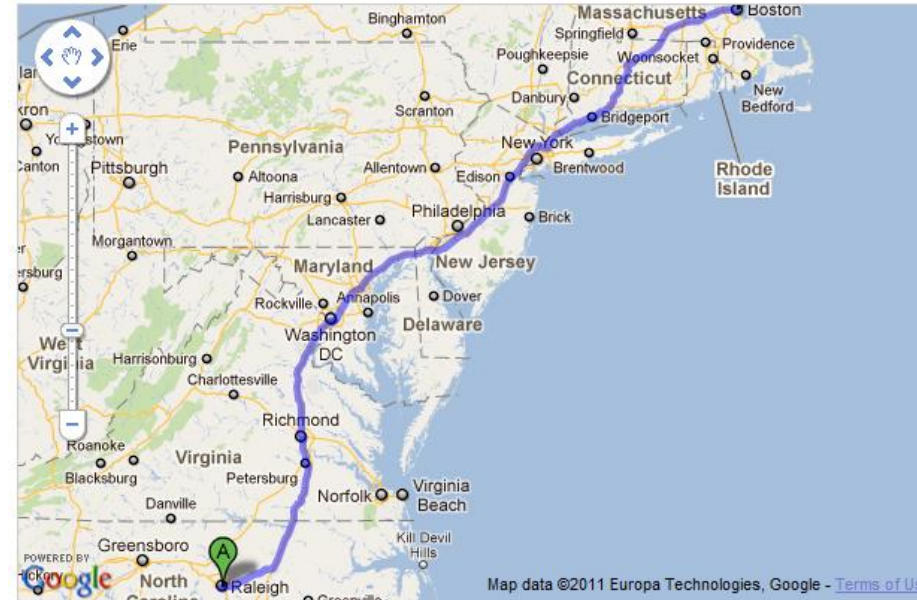 Massachusetts
Boston
Binghamton
Erie
Springfield
Providence
Poughkeepsie
Woonsocket
Connecticut
New
Bedford
Scranton
Danbury
Bridgeport
Pennsylvania
New York
Canton
Pittsburgh
Altoona
Allentown
Edison
Brentwood
Rhode
Island
Harrisburg
Lancaster
Philadelphia
Brick
Morgantown
Maryland
New Jersey
Rockville
Annapolis
Dover
Washington
DC
Delaware
Harrisonburg
Charlottesville
Richmond
Roanoke
Virginia
Blacksburg
Petersburg
Norfolk
Virginia
Beach
Danville
Kill Devil
Hills
Greensboro
A
POWERED BY
Google
North
Raleigh
Map data ©2011 Europa Technologies, Google - Terms of U